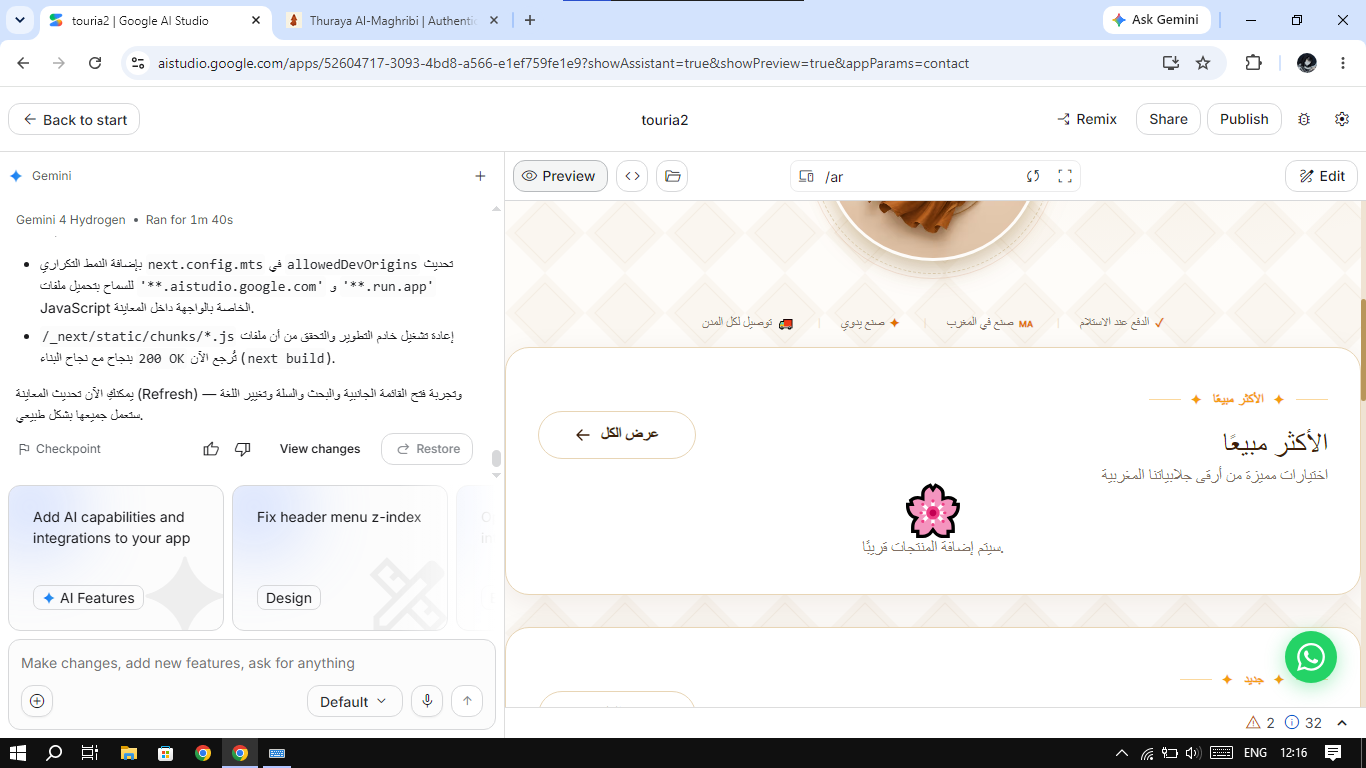 touria2 | Google AI Studio
Thuraya Al-Maghribi | Authentic
Ask Gemini
aistudio.google.com/apps/52604717-3093-4bd8-a566-e1ef759fe1e9?showAssistant=true&showPreview=true&appParams=contact
Back to start
touria2
Remix
Share
Publish
Gemini
Preview
/ar
Edit
Gemini 4 Hydrogen • Ran for 1m 40s
تحديث allowedDevOrigins في next.config.mts بإضافة النمط التكراري
'**.run.app' و '**.aistudio.google.com' للسماح بتحميل ملفات
JavaScript الخاصة بالواجهة داخل المعاينة.
إعادة تشغيل خادم التطوير والتحقق من أن ملفات /_next/static/chunks/*.js
تُرجع الآن 200 OK بنجاح مع نجاح البناء (next build).
يمكنكِ الآن تحديث المعاينة (Refresh) — وتجربة فتح القائمة الجانبية والبحث والسلة وتغيير اللغة
ستعمل جميعها بشكل طبيعي.
Checkpoint
View changes
Restore
Add AI capabilities and
integrations to your app
AI Features
Fix header menu z-index
Design
Make changes, add new features, ask for anything
Default
✓ الدفع عند الاستلام
MA صنع في المغرب
✦ صنع يدوي
🚚 توصيل لكل المدن
✦ الأكثر مبيعًا ✦
الأكثر مبيعًا
اختيارات مميزة من أرقى جلابياتنا المغربية
عرض الكل
سيتم إضافة المنتجات قريبًا.
✦ جديد ✦
2
32
ENG
12:16